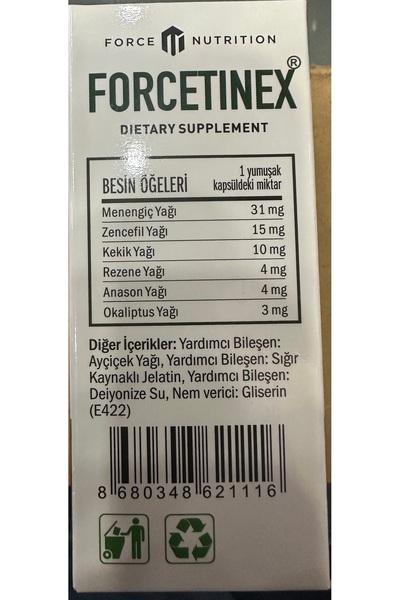 FORCE NUTRITION
FORCETINEX®
DIETARY SUPPLEMENT
BESİN ÖĞELERİ
1 yumuşak
kapsüldeki miktar
Menengiç Yağı 31 mg
Zencefil Yağı 15 mg
Kekik Yağı 10 mg
Rezene Yağı 4 mg
Anason Yağı 4 mg
Okaliptus Yağı 3 mg
Diğer İçerikler: Yardımcı Bileşen:
Ayçiçek Yağı, Yardımcı Bileşen: Sığır
Kaynaklı Jelatin, Yardımcı Bileşen:
Deiyonize Su, Nem verici: Gliserin
(E422)
8 680348 621116